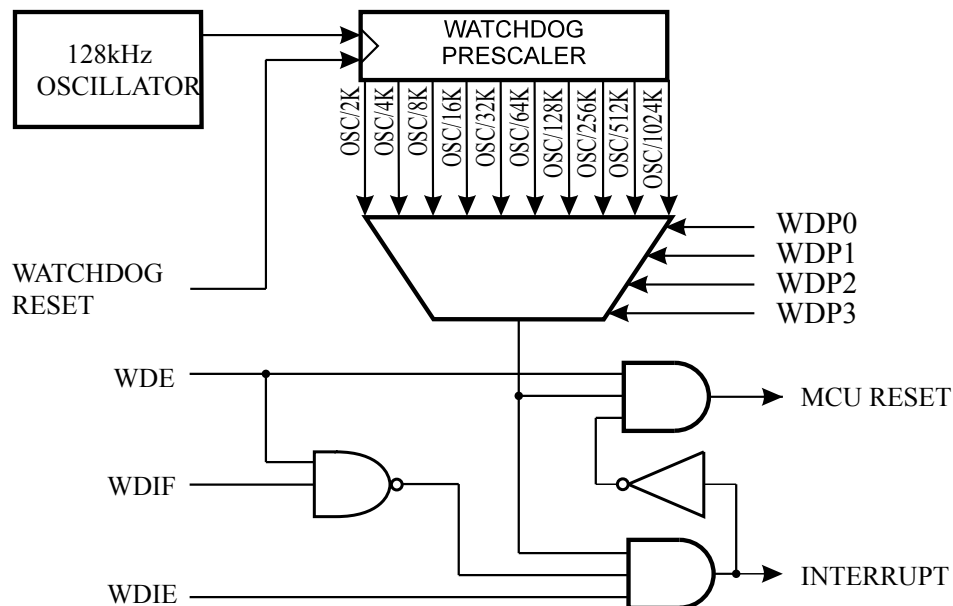 128kHz
OSCILLATOR
WATCHDOG
PRESCALER
OSC/2K
OSC/4K
OSC/8K
OSC/16K
OSC/32K
OSC/64K
OSC/128K
OSC/256K
OSC/512K
OSC/1024K
WDP0
WDP1
WDP2
WDP3
WATCHDOG
RESET
WDE
MCU RESET
WDIF
WDIE
INTERRUPT